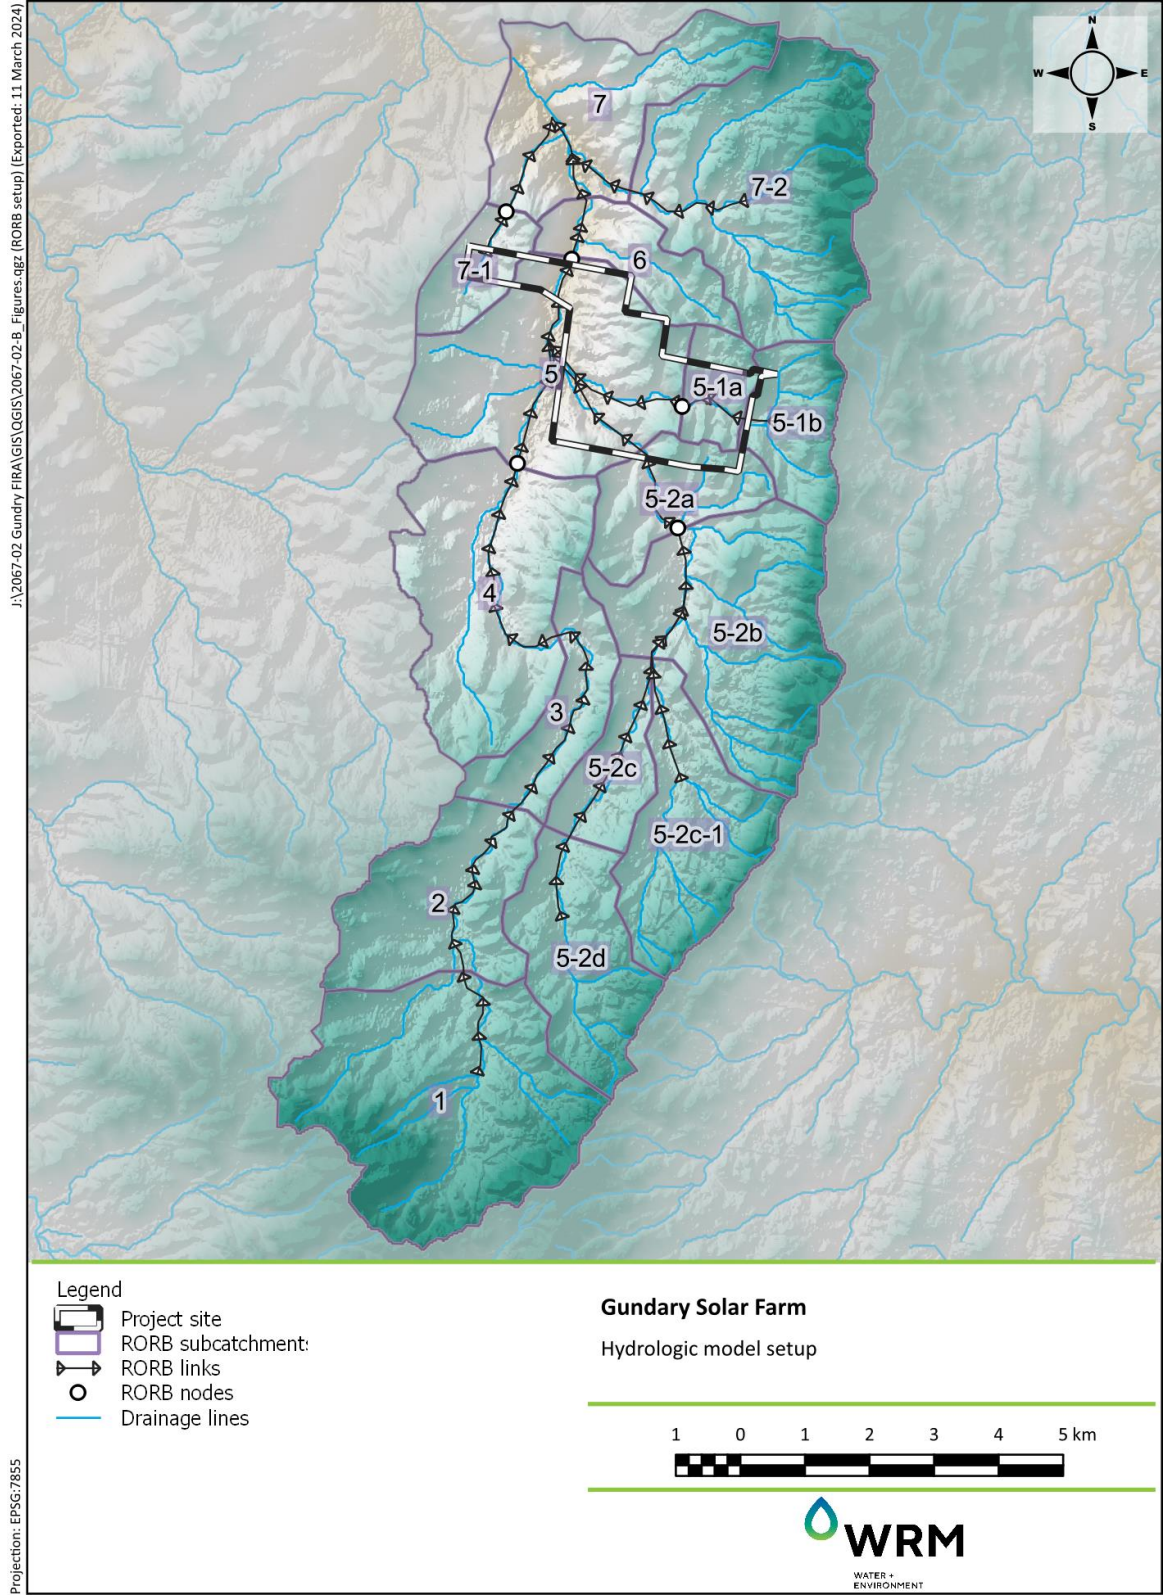 J:\2067-02 Gundry FIRA\GIS\QGIS\2067-02-B_Figures.qgz (RORB setup) (Exported: 11 March 2024)
N
W E
S
7
7-2
6
7-1
5
5-1a
5-1b
5-2a
4
5-2b
3
5-2c
5-2c-1
2
5-2d
1
Legend
Project site
RORB subcatchments
RORB links
RORB nodes
Drainage lines
Gundary Solar Farm
Hydrologic model setup
1 0 1 2 3 4 5 km
Projection: EPSG:7855
WRM
WATER +
ENVIRONMENT